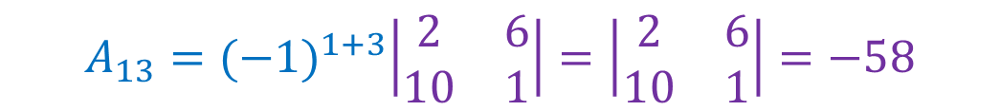 A₁₃ = (−1)¹⁺³ |2 6; 10 1| = |2 6; 10 1| = −58